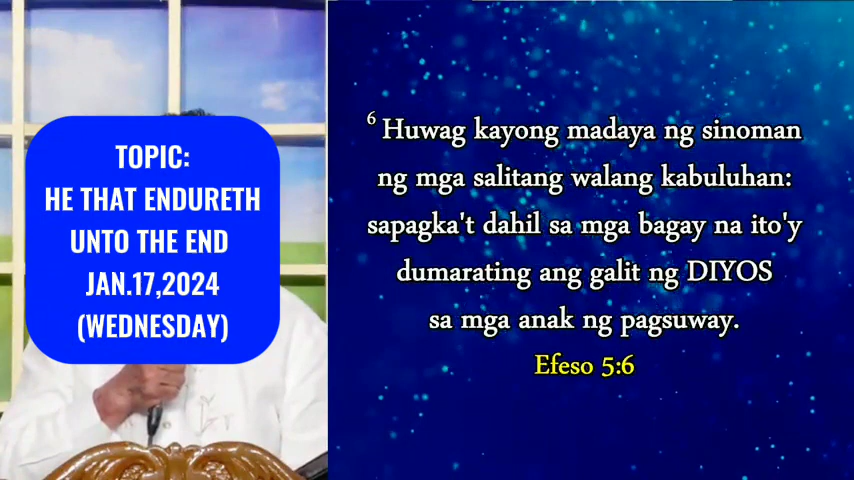 TOPIC:
HE THAT ENDURETH
UNTO THE END
JAN.17,2024
(WEDNESDAY)
6 Huwag kayong madaya ng sinoman
ng mga salitang walang kabuluhan:
sapagka't dahil sa mga bagay na ito'y
dumarating ang galit ng DIYOS
sa mga anak ng pagsuway.
Efeso 5:6